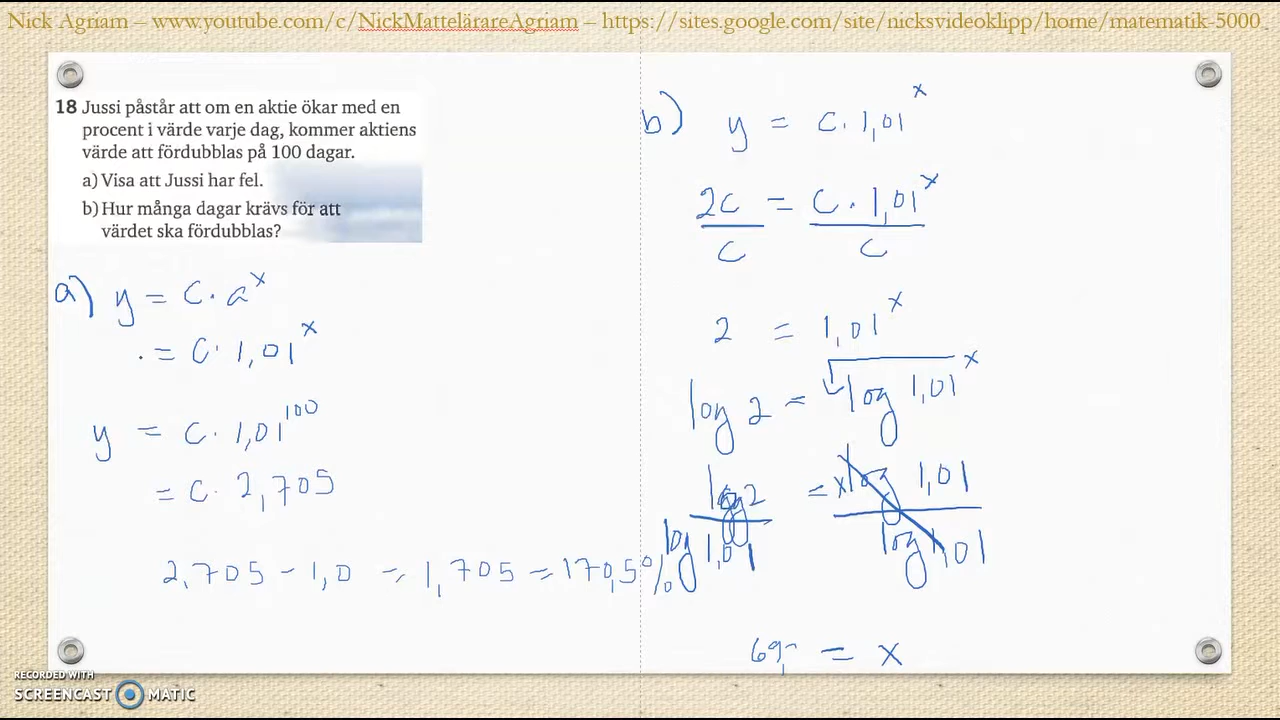 Nick Agriam – www.youtube.com/c/NickMattelärareAgriam – https://sites.google.com/site/nicksvideoklipp/home/matematik-5000
18 Jussi påstår att om en aktie ökar med en
procent i värde varje dag, kommer aktiens
värde att fördubblas på 100 dagar.
a) Visa att Jussi har fel.
b) Hur många dagar krävs för att
värdet ska fördubblas?
a) y = C · a^x
= C · 1,01^x
y = C · 1,01^100
= C · 2,705
2,705 - 1,0 = 1,705 = 170,5%
b) y = C · 1,01^x
2C = C · 1,01^x
C C
2 = 1,01^x
log 2 = log 1,01^x
log 2 = x log 1,01
log 1,01 log 1,01
69, = x
RECORDED WITH
SCREENCAST MATIC